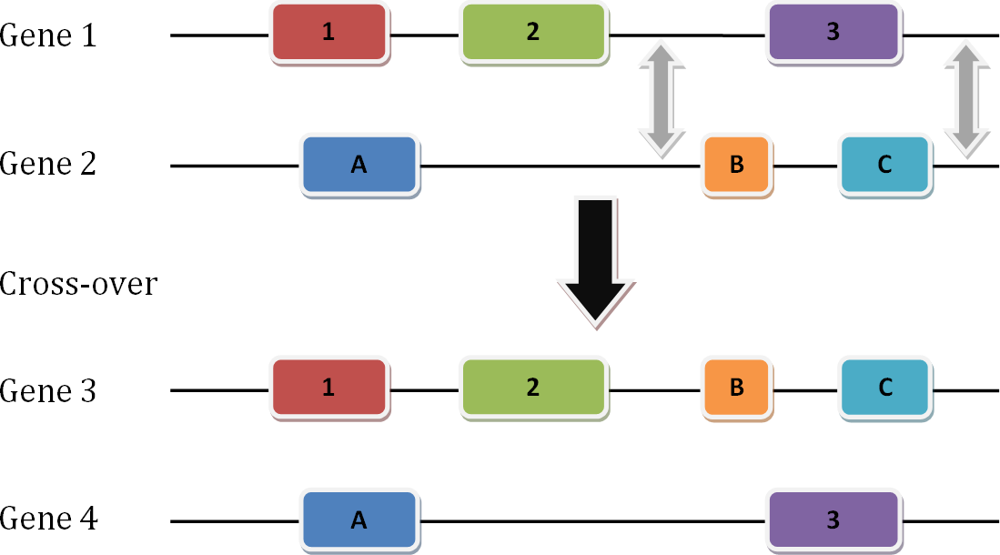 Gene 1 1 2 3
Gene 2 A B C
Cross-over
Gene 3 1 2 B C
Gene 4 A 3